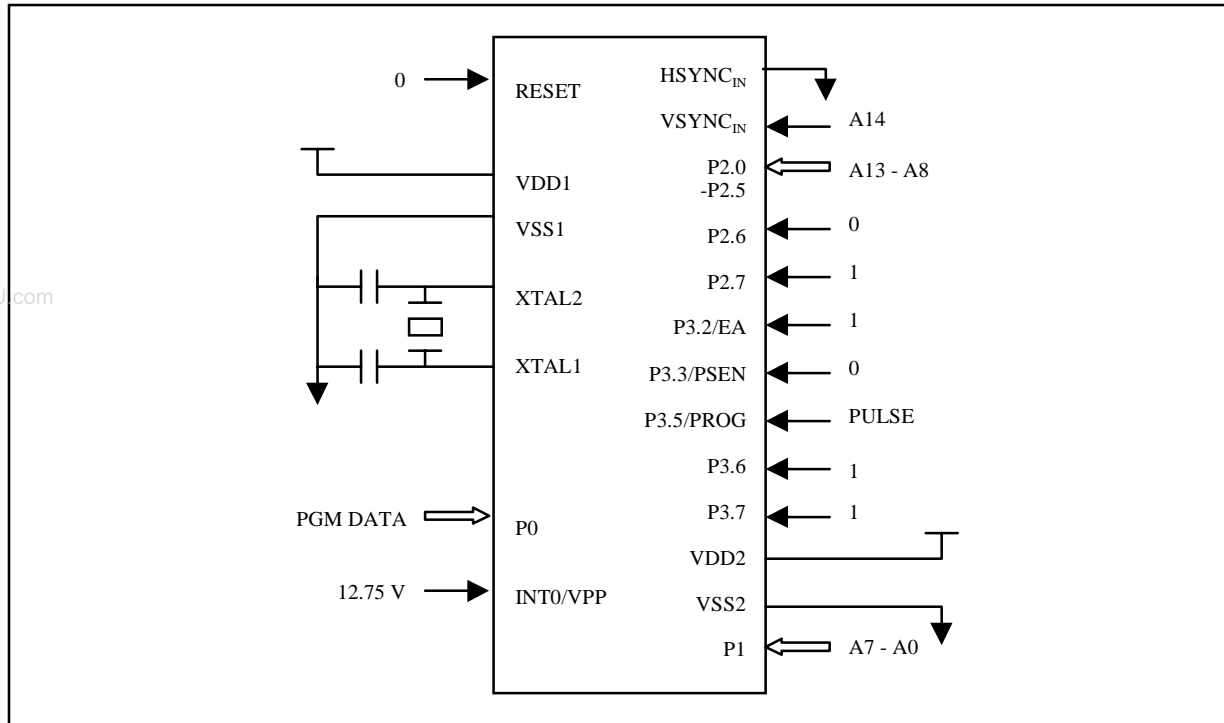 0
RESET
VDD1
VSS1
XTAL2
XTAL1
PGM DATA
P0
12.75 V
INT0/VPP
HSYNC_IN
VSYNC_IN
A14
P2.0
-P2.5
A13 - A8
P2.6
0
P2.7
1
P3.2/EA
1
P3.3/PSEN
0
P3.5/PROG
PULSE
P3.6
1
P3.7
1
VDD2
VSS2
P1
A7 - A0
.com